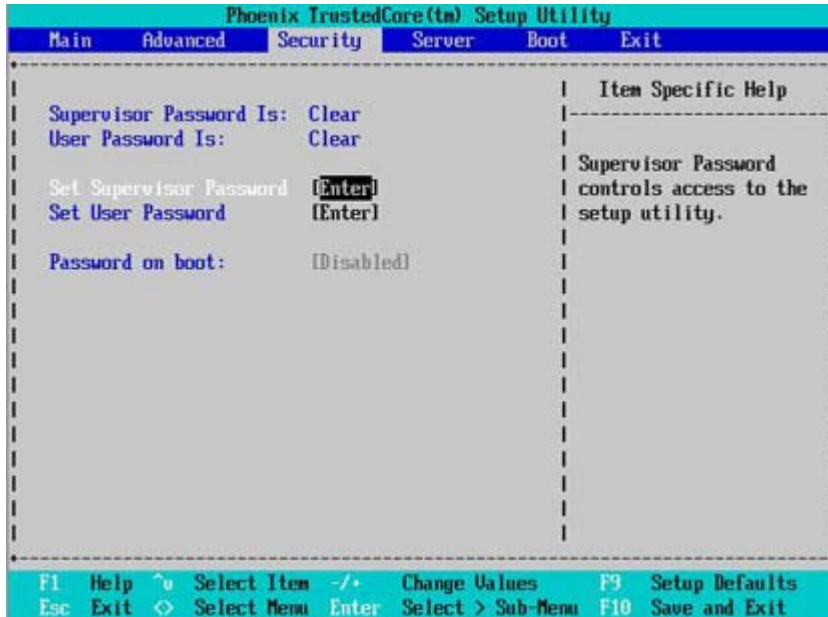 Phoenix TrustedCore(tm) Setup Utility
Main Advanced Security Server Boot Exit
Item Specific Help
Supervisor Password Is: Clear
User Password Is: Clear
Supervisor Password
controls access to the
setup utility.
Set Supervisor Password [Enter]
Set User Password [Enter]
Password on boot: [Disabled]
F1 Help ^v Select Item -/+ Change Values F9 Setup Defaults
Esc Exit <> Select Menu Enter Select > Sub-Menu F10 Save and Exit